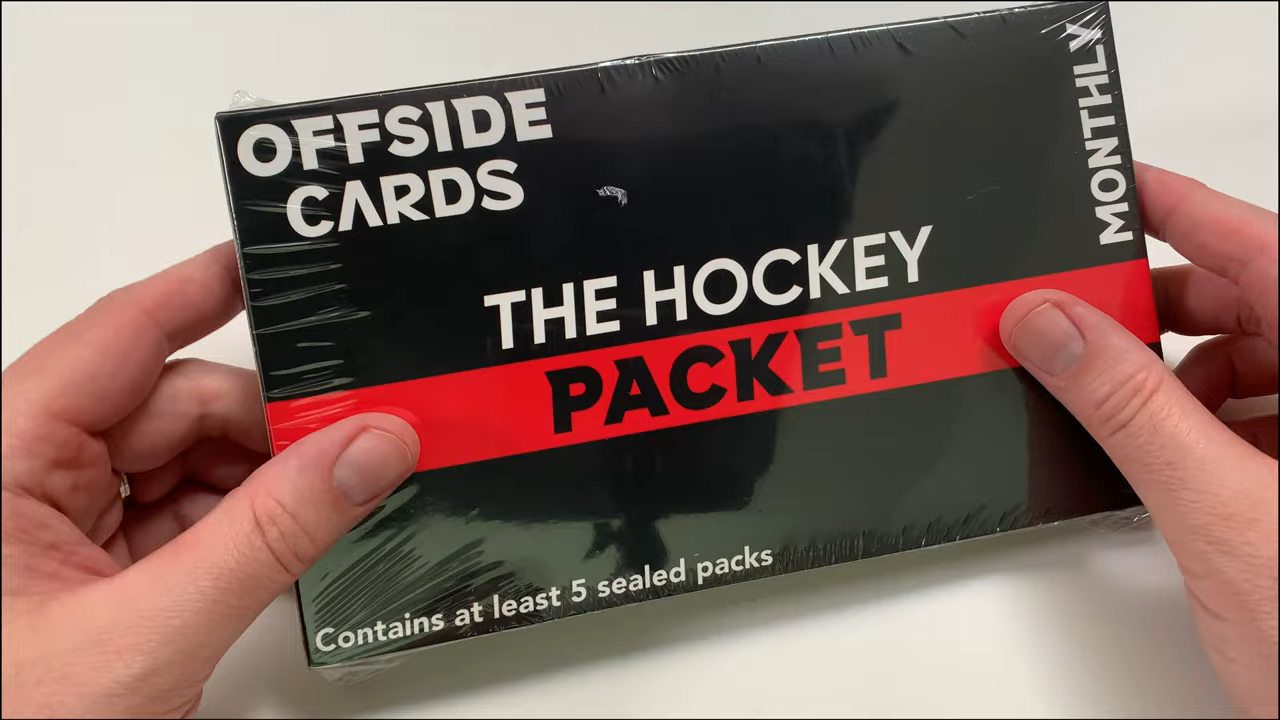 OFFSIDE
CARDS
MONTHLY
THE HOCKEY
PACKET
Contains at least 5 sealed packs